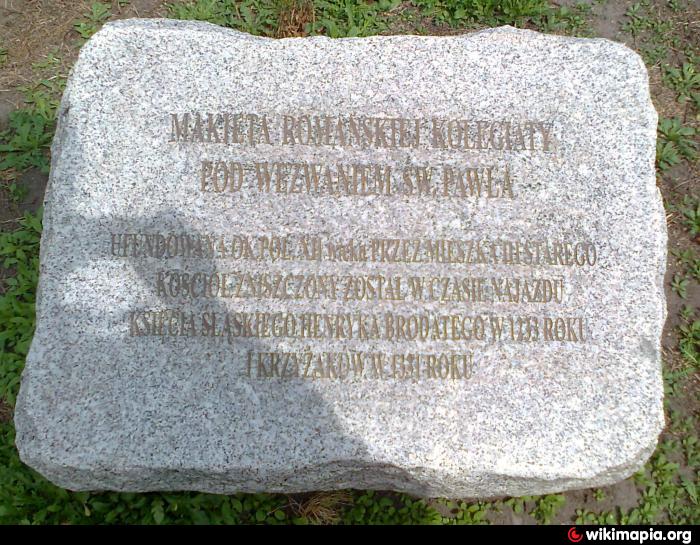 MAKIETA ROMAŃSKIEJ KOLEGIATY
POD WEZWANIEM ŚW. PAWŁA
UFUNDOWANA OK. POŁ. XII wieku PRZEZ MIESZKA III STAREGO
KOŚCIÓŁ ZNISZCZONY ZOSTAŁ W CZASIE NAJAZDU
KSIĘCIA ŚLĄSKIEGO HENRYKA BRODATEGO W 1233 ROKU
I KRZYŻAKÓW W 1331 ROKU
wikimapia.org